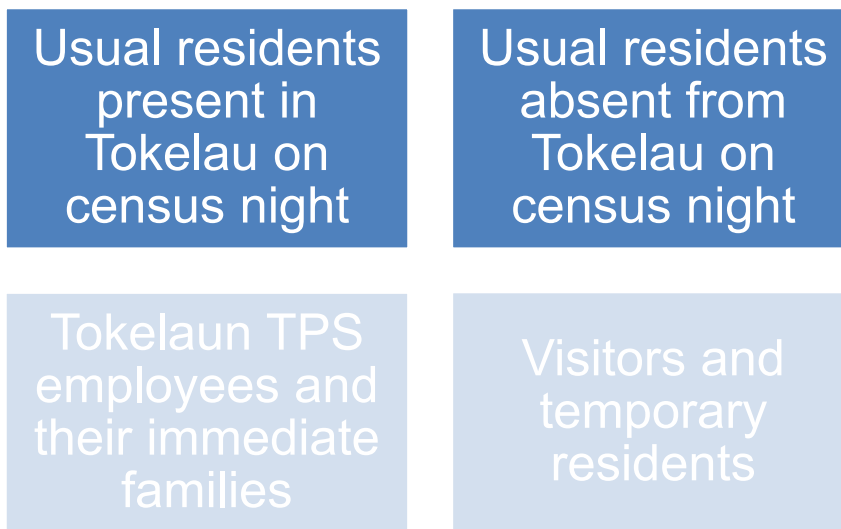 Usual residents
present in
Tokelau on
census night
Usual residents
absent from
Tokelau on
census night
Tokelaun TPS
employees and
their immediate
families
Visitors and
temporary
residents